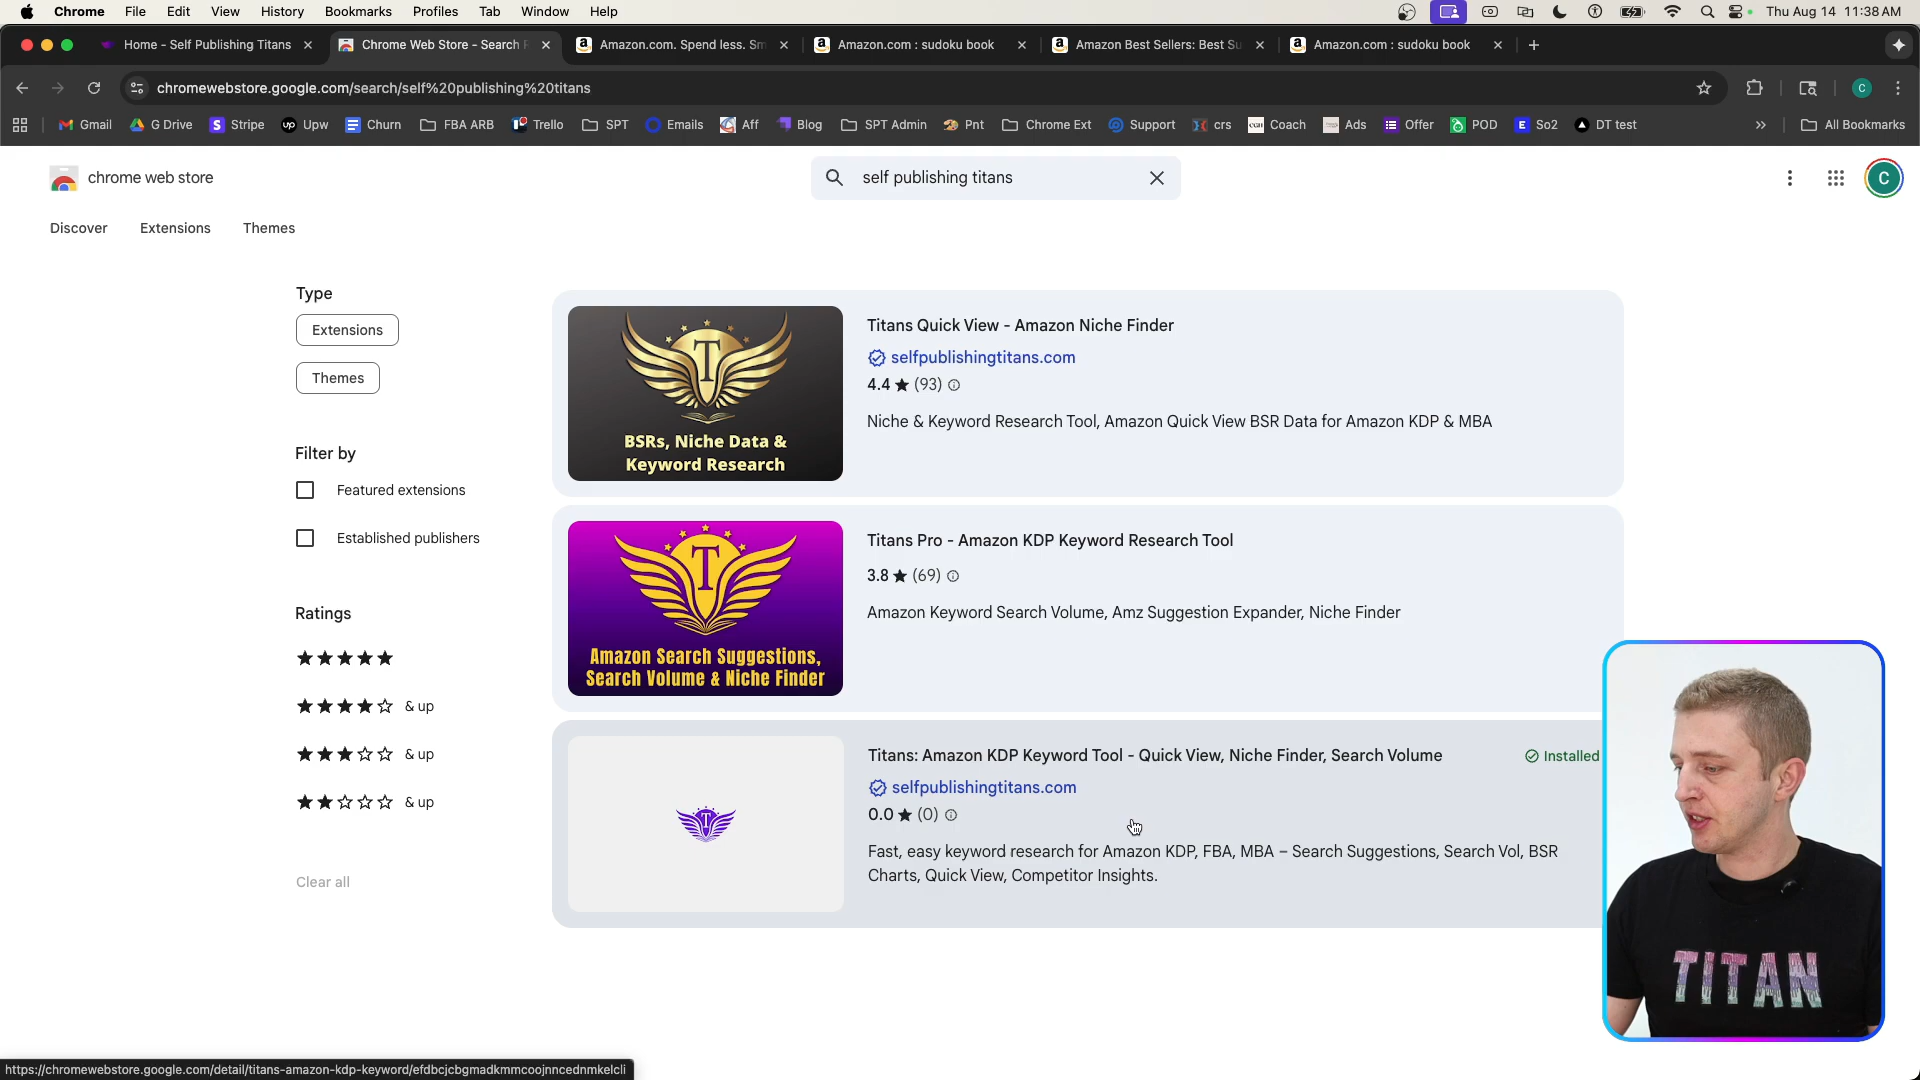 Chrome File Edit View History Bookmarks Profiles Tab Window Help Thu Aug 14 11:38 AM
Home - Self Publishing Titans Chrome Web Store - Search Amazon.com. Spend less. Sm Amazon.com : sudoku book Amazon Best Sellers: Best Su Amazon.com : sudoku book
chromewebstore.google.com/search/self%20publishing%20titans C
Gmail G Drive Stripe Upw Churn FBA ARB Trello SPT Emails Aff Blog SPT Admin Pnt Chrome Ext Support crs Coach Ads Offer POD So2 DT test » All Bookmarks
chrome web store self publishing titans C
Discover Extensions Themes
Type
Extensions
Themes
Filter by
Featured extensions
Established publishers
Ratings
& up
& up
& up
Clear all
T
BSRs, Niche Data &
Keyword Research
Titans Quick View - Amazon Niche Finder
selfpublishingtitans.com
4.4 ★ (93)
Niche & Keyword Research Tool, Amazon Quick View BSR Data for Amazon KDP & MBA
T
Amazon Search Suggestions,
Search Volume & Niche Finder
Titans Pro - Amazon KDP Keyword Research Tool
3.8 ★ (69)
Amazon Keyword Search Volume, Amz Suggestion Expander, Niche Finder
T
Titans: Amazon KDP Keyword Tool - Quick View, Niche Finder, Search Volume Installed
selfpublishingtitans.com
0.0 ★ (0)
Fast, easy keyword research for Amazon KDP, FBA, MBA – Search Suggestions, Search Vol, BSR
Charts, Quick View, Competitor Insights.
TITAN
https://chromewebstore.google.com/detail/titans-amazon-kdp-keyword/efdbcjcbgmadkmmcoojnncednmkelcli